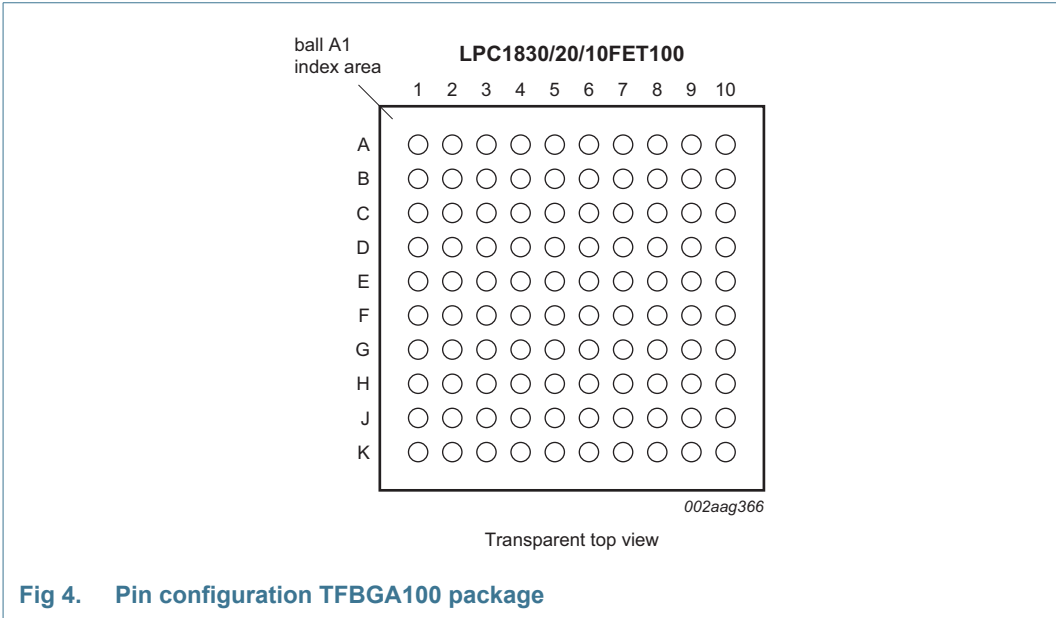 ball A1
index area
LPC1830/20/10FET100
1 2 3 4 5 6 7 8 9 10
A
B
C
D
E
F
G
H
J
K
002aag366
Transparent top view
Fig 4. Pin configuration TFBGA100 package